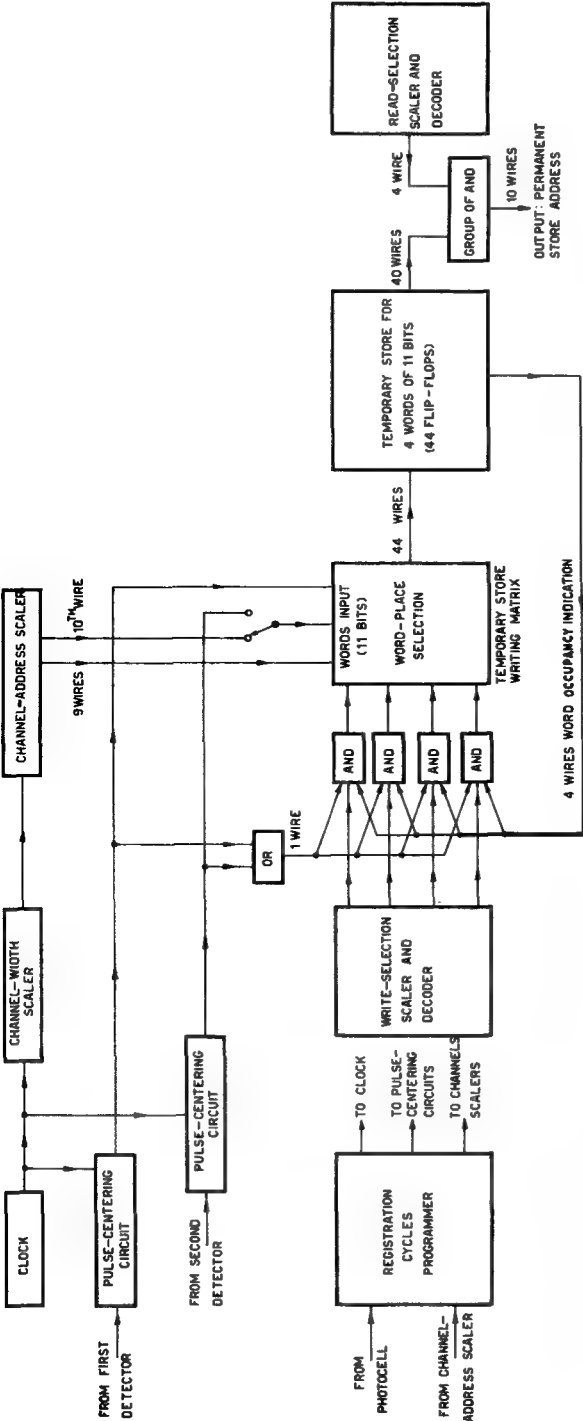 CLOCK
CHANNEL-WIDTH
SCALER
CHANNEL-ADDRESS SCALER
9 WIRES
10TH WIRE
FROM FIRST
DETECTOR
PULSE-CENTERING
CIRCUIT
FROM SECOND
DETECTOR
PULSE-CENTERING
CIRCUIT
OR
1 WIRE
FROM
PHOTOCELL
FROM CHANNEL-
ADDRESS SCALER
REGISTRATION
CYCLES
PROGRAMMER
TO CLOCK
TO PULSE-
CENTERING
CIRCUITS
TO CHANNELS
SCALERS
WRITE-SELECTION
SCALER AND
DECODER
AND
AND
AND
AND
WORDS INPUT
(11 BITS)
WORD-PLACE
SELECTION
TEMPORARY STORE
WRITING MATRIX
44 WIRES
TEMPORARY STORE FOR
4 WORDS OF 11 BITS
(44 FLIP-FLOPS)
4 WIRES WORD OCCUPANCY INDICATION
40 WIRES
4 WIRE
GROUP OF AND
10 WIRES
OUTPUT: PERMANENT
STORE ADDRESS
READ-SELECTION
SCALER AND
DECODER